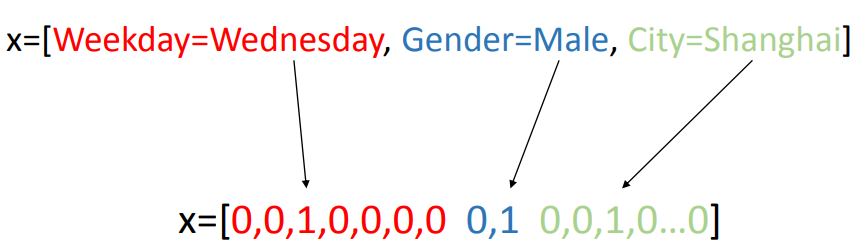 x=[Weekday=Wednesday, Gender=Male, City=Shanghai]
x=[0,0,1,0,0,0,0 0,1 0,0,1,0...0]